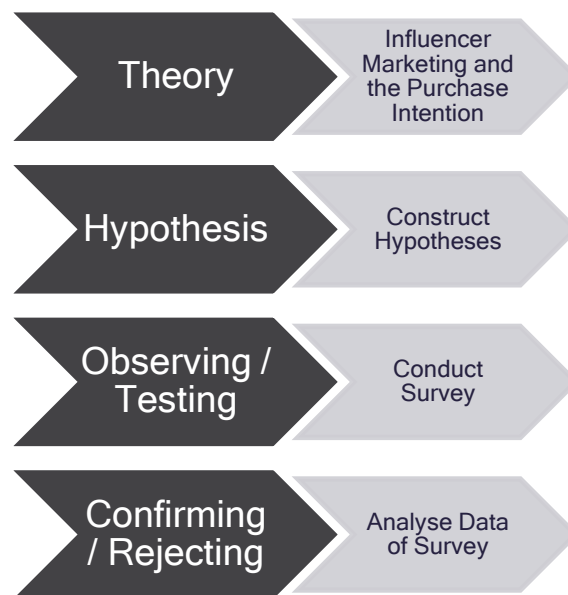 Theory
Influencer
Marketing and
the Purchase
Intention
Hypothesis
Construct
Hypotheses
Observing /
Testing
Conduct
Survey
Confirming
/ Rejecting
Analyse Data
of Survey